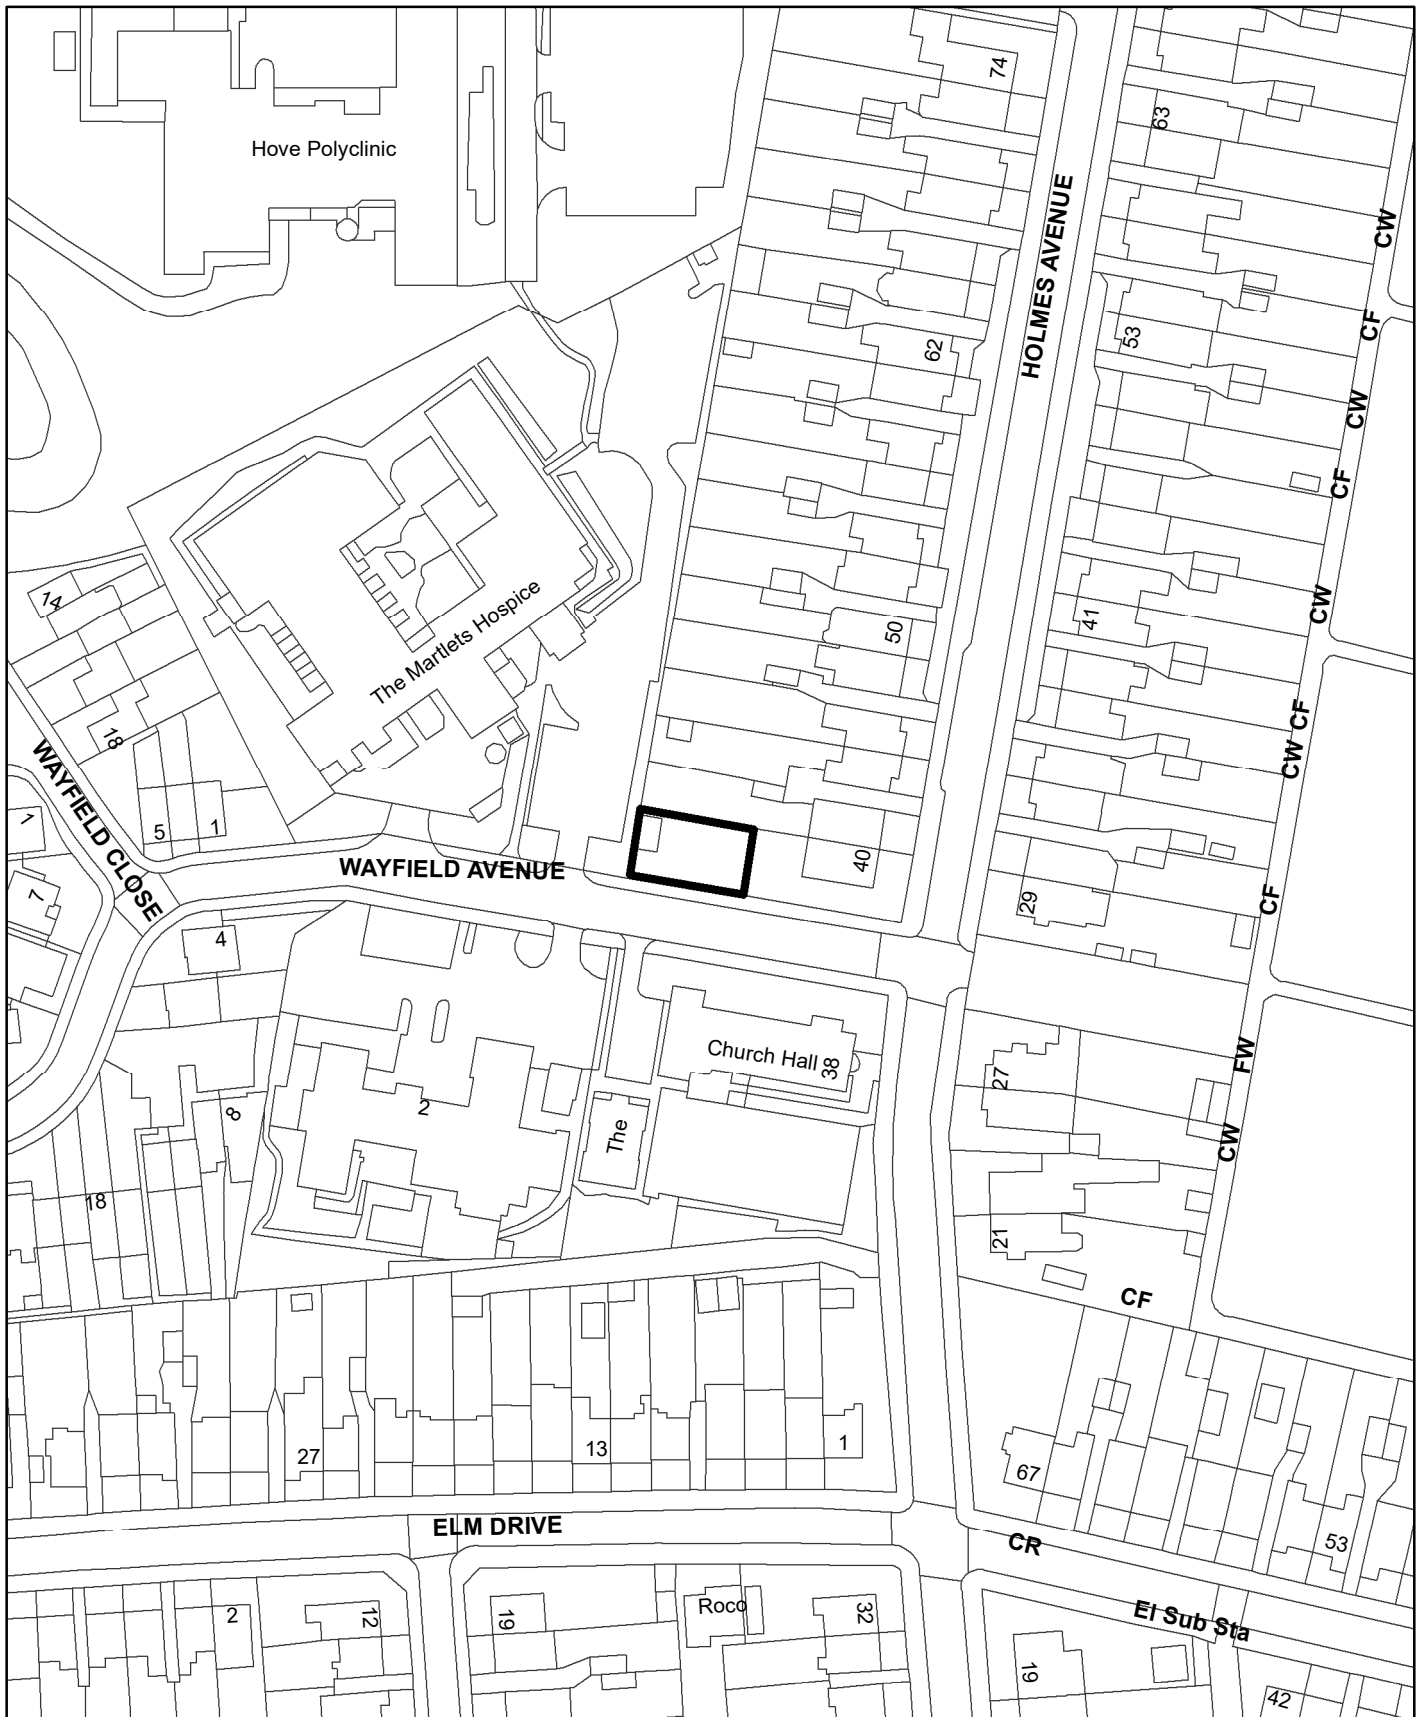 74
63
Hove Polyclinic
CW
HOLMES AVENUE
CF
53
62
CW
CF
The Martlets Hospice
14
CW
41
50
18
CF
CW
WAYFIELD CLOSE
1
5
1
WAYFIELD AVENUE
40
7
29
CF
4
Church Hall
38
FW
27
2
8
The
CW
18
21
CF
27
13
1
67
ELM DRIVE
CR
53
2
12
19
Roco
32
El Sub Sta
19
42